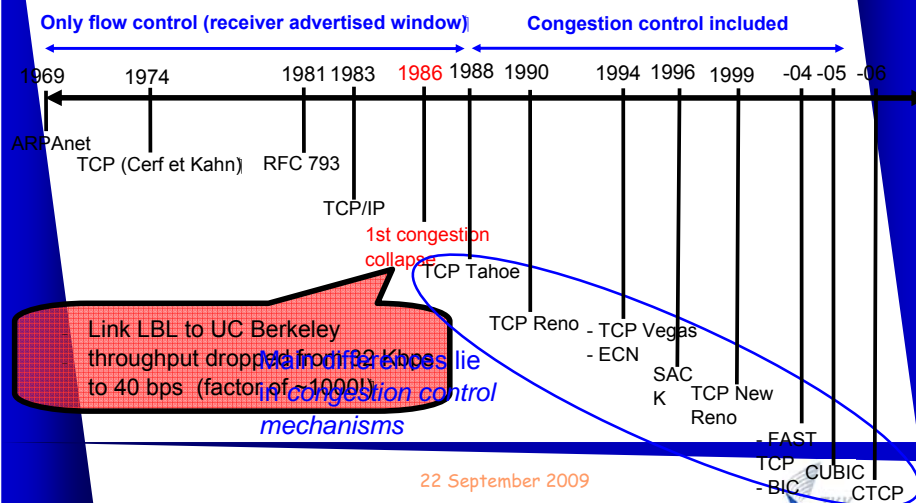 Only flow control (receiver advertised window)
Congestion control included
1969
1974
1981
1983
1986
1988
1990
1994
1996
1999
-04
-05
-06
ARPAnet
TCP (Cerf et Kahn)
RFC 793
TCP/IP
1st congestion
collapse
TCP Tahoe
TCP Reno
- TCP Vegas
- ECN
SAC
K
TCP New
Reno
- FAST
TCP
- BIC
CUBIC
CTCP
Link LBL to UC Berkeley
throughput dropped from 32 Kbps
to 40 bps (factor of ~1000!)
Main differences lie
in congestion control
mechanisms
22 September 2009